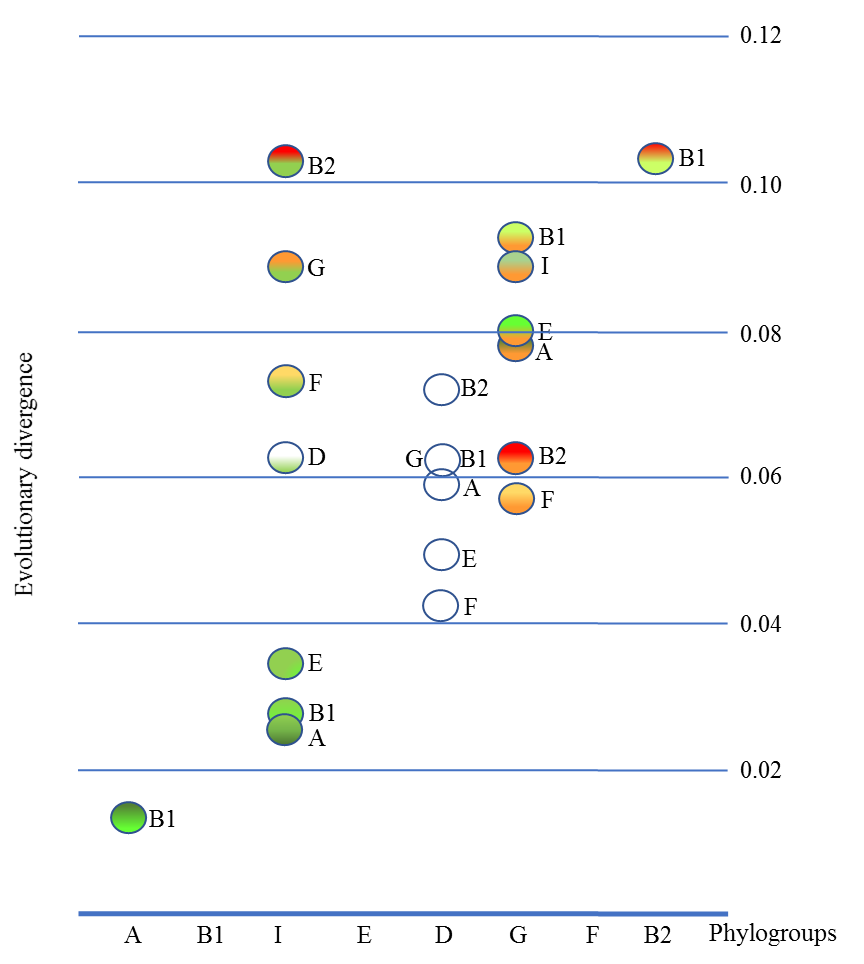 0.12
B2
B1
0.10
B1
G
I
0.08
E
A
F
B2
D
G
B1
B2
0.06
A
F
E
F
0.04
E
B1
A
0.02
B1
Evolutionary divergence
A B1 I E D G F B2 Phylogroups